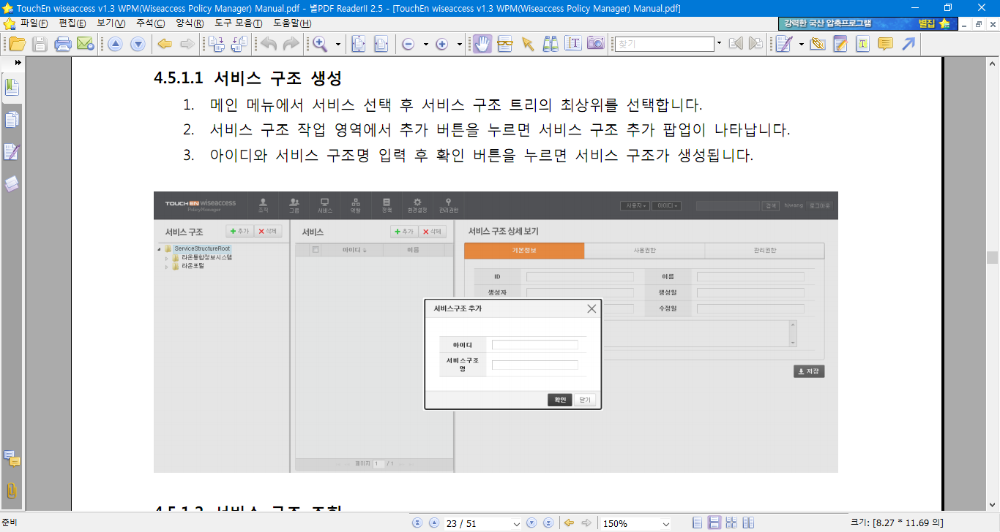 TouchEn wiseaccess v1.3 WPM(Wiseaccess Policy Manager) Manual.pdf - 별PDF ReaderII 2.5 - [TouchEn wiseaccess v1.3 WPM(Wiseaccess Policy Manager) Manual.pdf]
파일(F) 편집(E) 보기(V) 주석(C) 양식(R) 도구 모음(T) 도움말(H) 강력한 국산 압축프로그램 별집
찾기
4.5.1.1 서비스 구조 생성
1. 메인 메뉴에서 서비스 선택 후 서비스 구조 트리의 최상위를 선택합니다.
2. 서비스 구조 작업 영역에서 추가 버튼을 누르면 서비스 구조 추가 팝업이 나타납니다.
3. 아이디와 서비스 구조명 입력 후 확인 버튼을 누르면 서비스 구조가 생성됩니다.
TOUCHEN wiseaccess
PolicyManager
조직 그룹 서비스 역할 정책 환경설정 관리권한 사용자 아이디 검색 hjwang 로그아웃
서비스 구조 추가 삭제 서비스 추가 삭제 서비스 구조 상세 보기
ServiceStructureRoot 아이디 이름 기본정보 사용권한 관리권한
라온통합정보시스템
라온포털
ID 이름
생성자 생성일
수정일
서비스구조 추가
아이디
서비스구조
명
확인 닫기
저장
페이지 1 / 1
4.5.1.2 서비스 구조 조회
준비 23 / 51 150% 크기: [8.27 * 11.69 의]